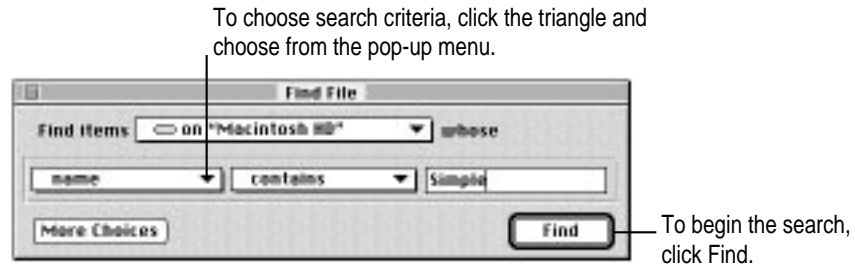 To choose search criteria, click the triangle and
choose from the pop-up menu.
Find File
Find items on "Macintosh HD" whose
name contains Simple
More Choices Find
To begin the search,
click Find.